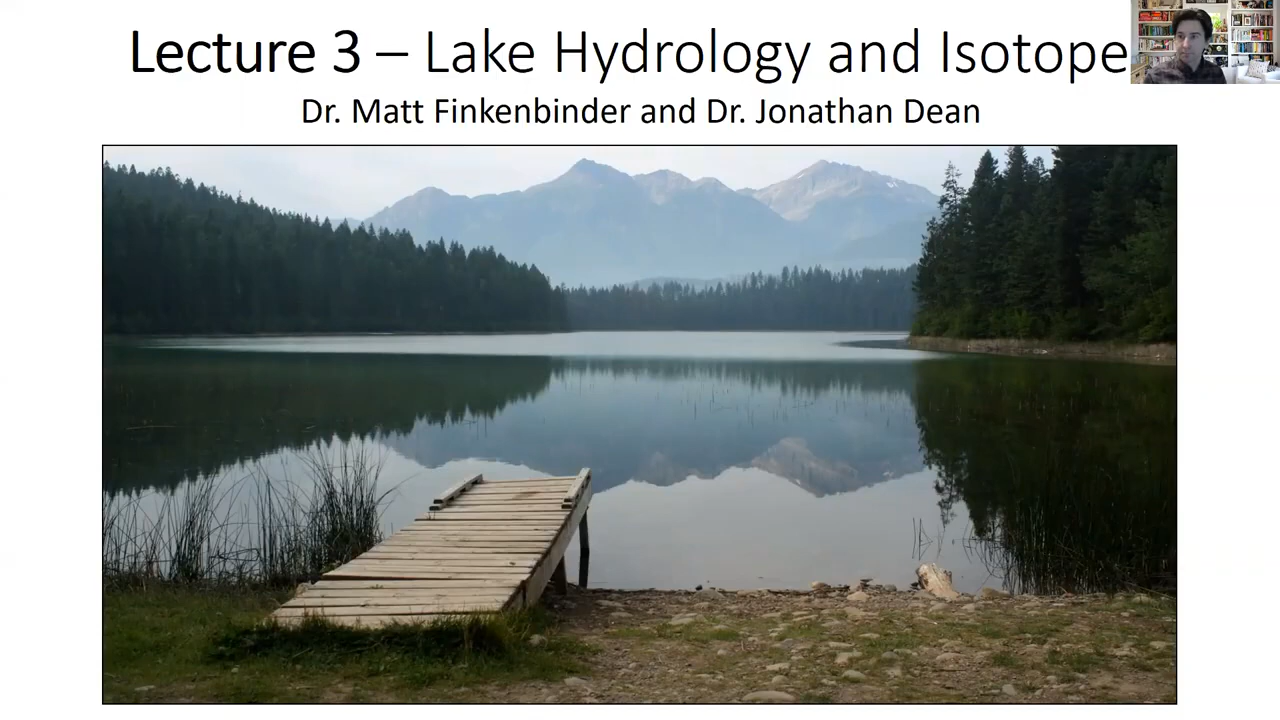 Lecture 3 – Lake Hydrology and Isotope
Dr. Matt Finkenbinder and Dr. Jonathan Dean